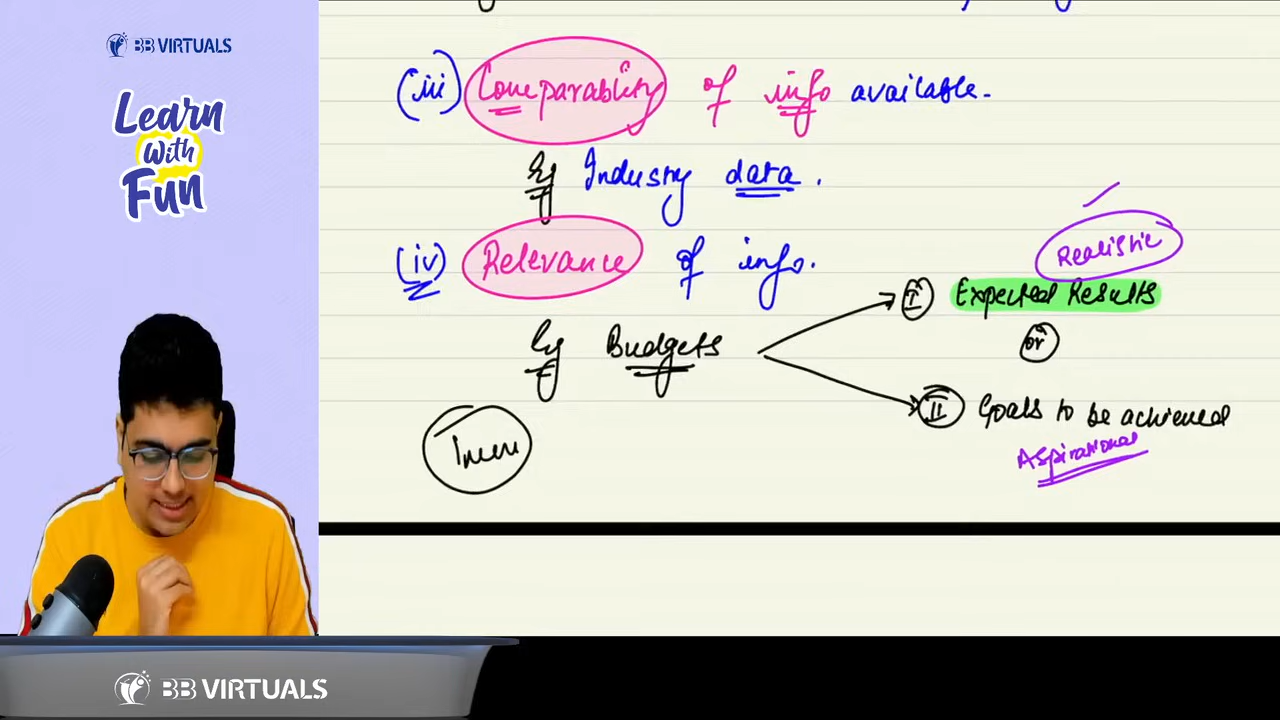 BB VIRTUALS
Learn
With
Fun
(iii) Comparability of info available.
Eg Industry data.
(iv) Relevance of info.
Realistic
I Expected Results
Eg Budgets
or
II Goals to be achieved
Aspirational
BB VIRTUALS